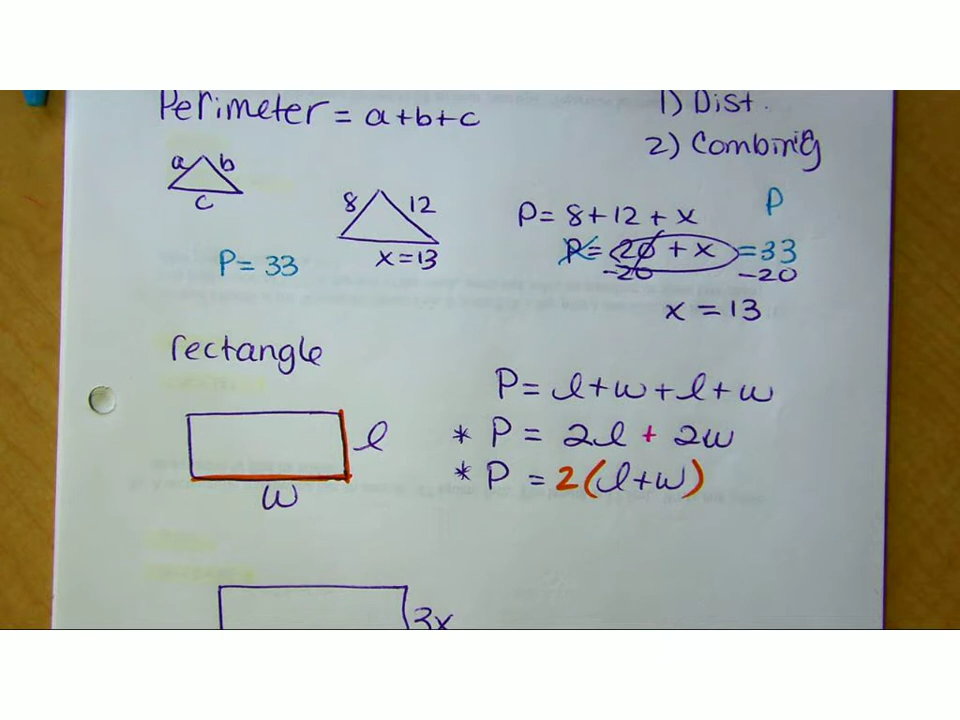 Perimeter = a+b+c
1) Dist.
2) Combing
a b
c
8 12
x=13
P= 33
P= 8+12+x
P
P= 20 + x =33
-20 -20
x = 13
rectangle
l
w
P= l+w+l+w
* P = 2l + 2w
* P = 2(l+w)
3x